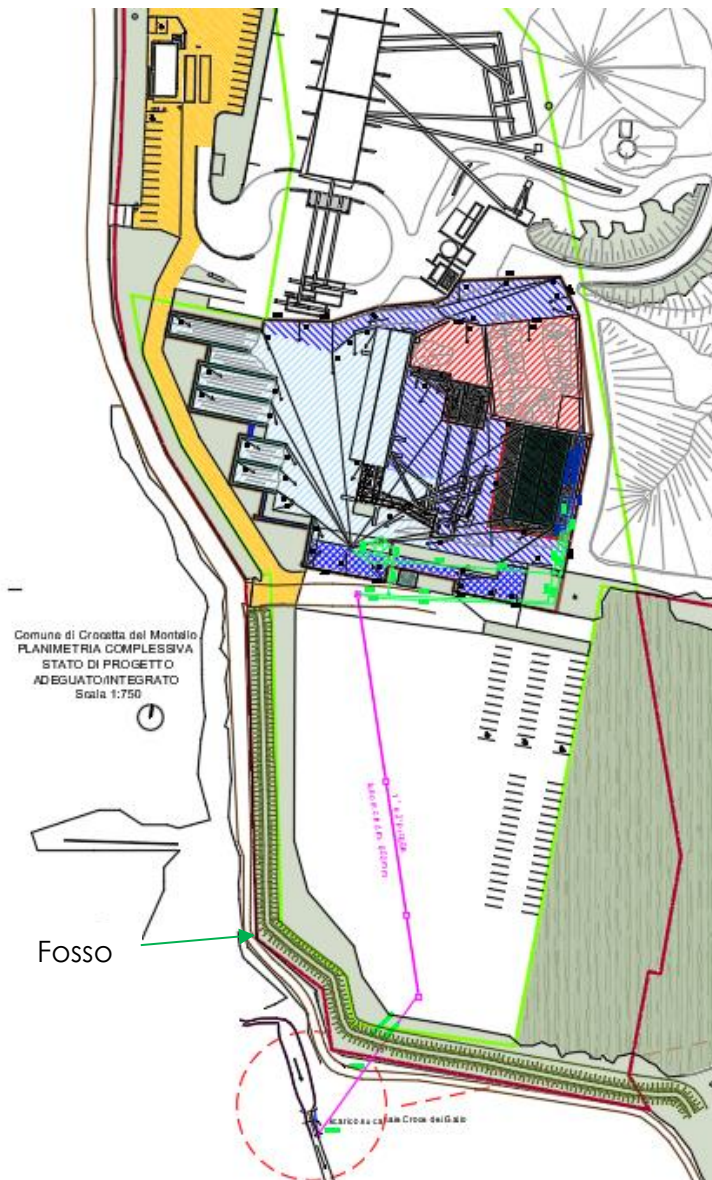 Comune di Crocetta del Montello
PLANIMETRIA COMPLESSIVA
STATO DI PROGETTO
ADEGUATO/INTEGRATO
Scala 1:750
Fosso
scarico su canale Croce del Gallo